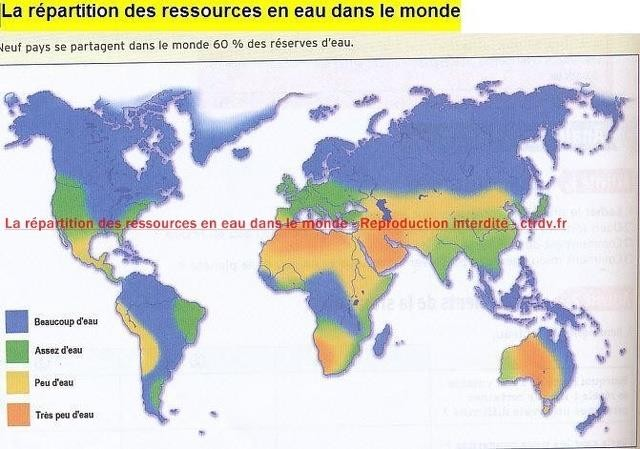 La répartition des ressources en eau dans le monde
Neuf pays se partagent dans le monde 60 % des réserves d'eau.
La répartition des ressources en eau dans le monde - Reproduction interdite - ctrdv.fr
Beaucoup d'eau
Assez d'eau
Peu d'eau
Très peu d'eau